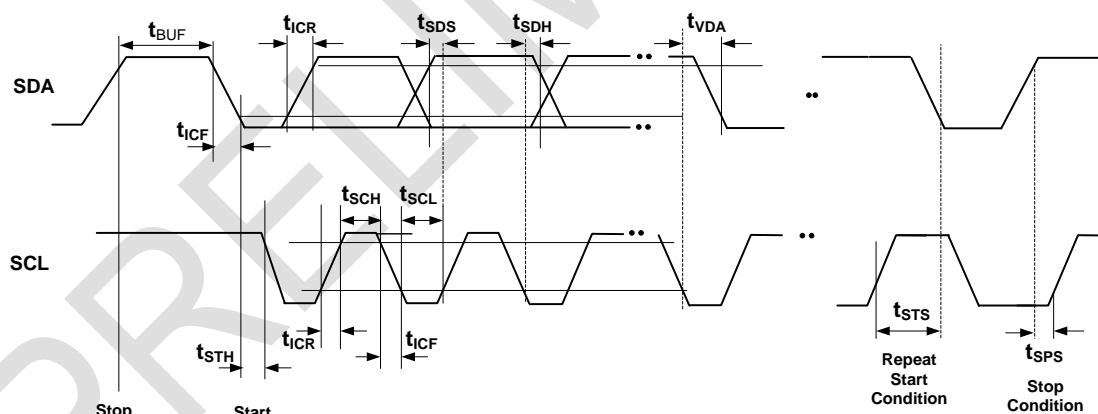 tBUF
tICR
tSDS
tSDH
tVDA
SDA
tICF
tSCH
tSCL
SCL
tSTH
tICR
tICF
tSTS
tSPS
Repeat
Start
Condition
Stop
Condition
Stop
Start
PRELIM